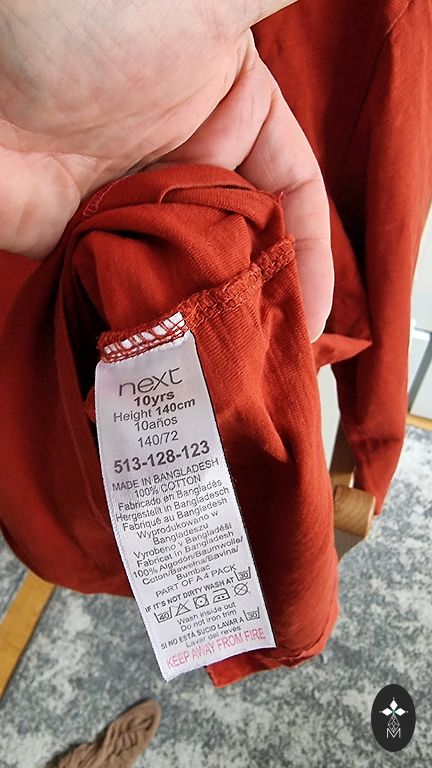 next
10yrs
Height 140cm
10años
140/72
513-128-123
MADE IN BANGLADESH
100% COTTON
Fabricado en Bangladés
Hergestellt in Bangladesch
Fabriqué au Bangladesh
Wyprodukowano w
Bangladeszu
Vyrobeno v Bangladéši
Fabricat în Bangladesh
100% Algodón/Baumwolle/
Coton/Bawełna/Bavlna/
Bumbac
PART OF A 4 PACK
IF IT'S NOT DIRTY WASH AT 30
40
Wash inside out
Do not iron trim
SI NO ESTÁ SUCIO LAVAR A 30
Lavar del revés
KEEP AWAY FROM FIRE
M